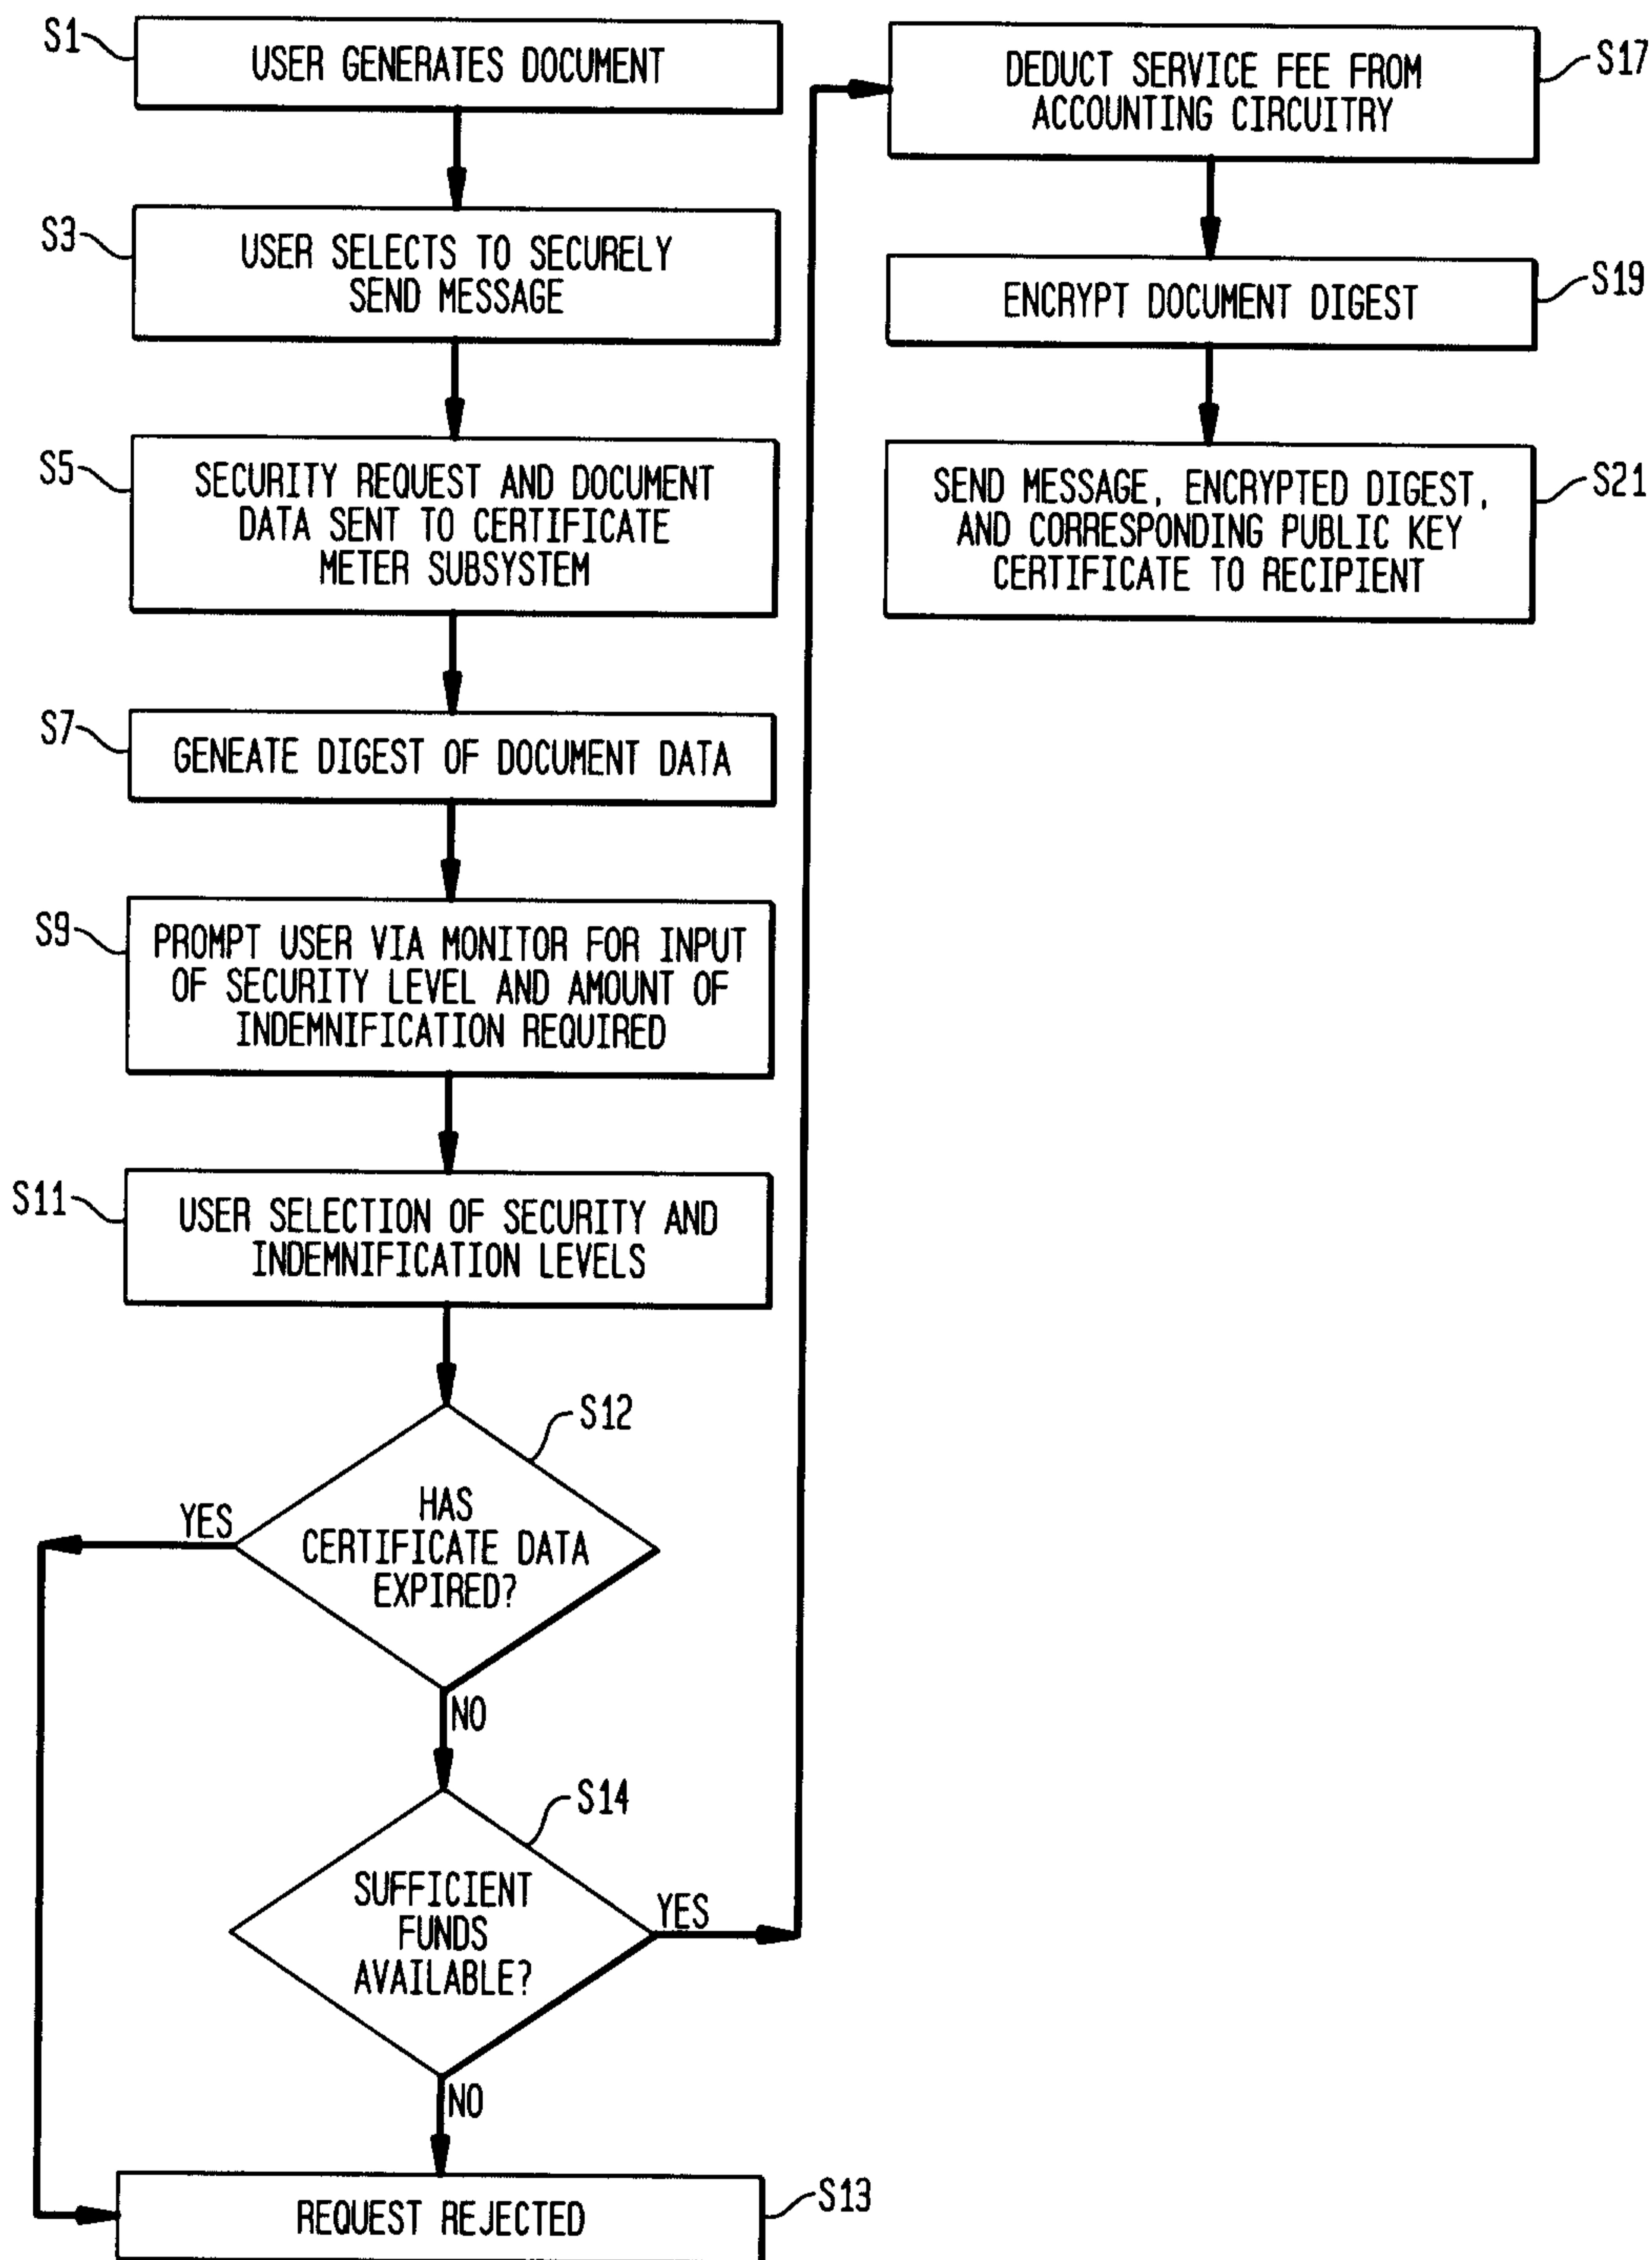 S1
USER GENERATES DOCUMENT
S3
USER SELECTS TO SECURELY
SEND MESSAGE
S5
SECURITY REQUEST AND DOCUMENT
DATA SENT TO CERTIFICATE
METER SUBSYSTEM
S7
GENEATE DIGEST OF DOCUMENT DATA
S9
PROMPT USER VIA MONITOR FOR INPUT
OF SECURITY LEVEL AND AMOUNT OF
INDEMNIFICATION REQUIRED
S11
USER SELECTION OF SECURITY AND
INDEMNIFICATION LEVELS
S12
HAS
CERTIFICATE DATA
EXPIRED?
YES
NO
S14
SUFFICIENT
FUNDS
AVAILABLE?
YES
NO
REQUEST REJECTED
S13
DEDUCT SERVICE FEE FROM
ACCOUNTING CIRCUITRY
S17
ENCRYPT DOCUMENT DIGEST
S19
SEND MESSAGE, ENCRYPTED DIGEST,
AND CORRESPONDING PUBLIC KEY
CERTIFICATE TO RECIPIENT
S21